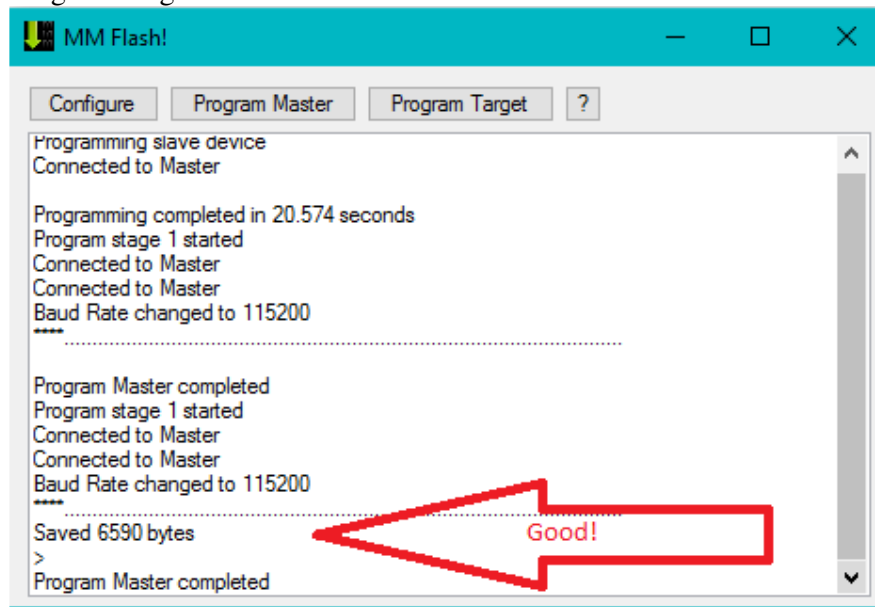 MM Flash!
Configure Program Master Program Target ?
Programming slave device
Connected to Master
Programming completed in 20.574 seconds
Program stage 1 started
Connected to Master
Connected to Master
Baud Rate changed to 115200
****....................................................................................................
Program Master completed
Program stage 1 started
Connected to Master
Connected to Master
Baud Rate changed to 115200
****....................................................................................................
Saved 6590 bytes Good!
>
Program Master completed